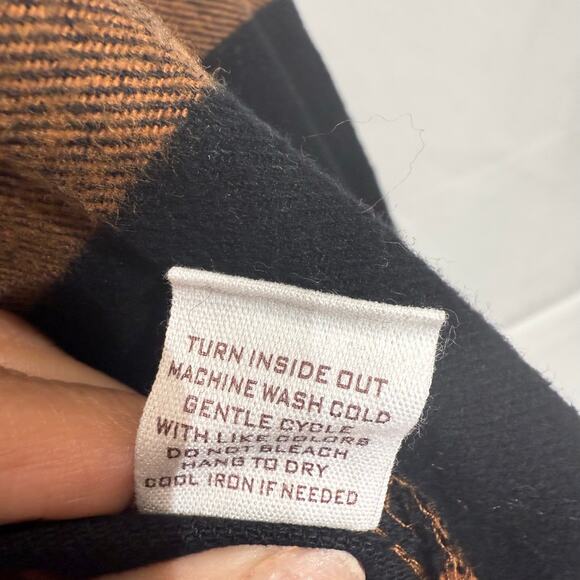 TURN INSIDE OUT
MACHINE WASH COLD
GENTLE CYCLE
WITH LIKE COLORS
DO NOT BLEACH
HANG TO DRY
COOL IRON IF NEEDED